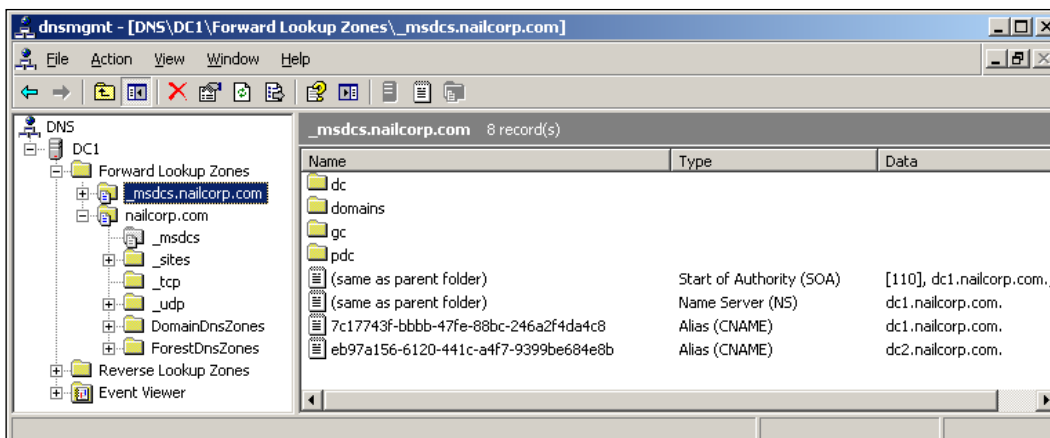 dnsmgmt - [DNS\DC1\Forward Lookup Zones\_msdcs.nailcorp.com]
File Action View Window Help
DNS
DC1
Forward Lookup Zones
_msdcs.nailcorp.com
nailcorp.com
_msdcs
_sites
_tcp
_udp
DomainDnsZones
ForestDnsZones
Reverse Lookup Zones
Event Viewer
_msdcs.nailcorp.com 8 record(s)
Name Type Data
dc
domains
gc
pdc
(same as parent folder) Start of Authority (SOA) [110], dc1.nailcorp.com.,
(same as parent folder) Name Server (NS) dc1.nailcorp.com.
7c17743f-bbbb-47fe-88bc-246a2f4da4c8 Alias (CNAME) dc1.nailcorp.com.
eb97a156-6120-441c-a4f7-9399be684e8b Alias (CNAME) dc2.nailcorp.com.